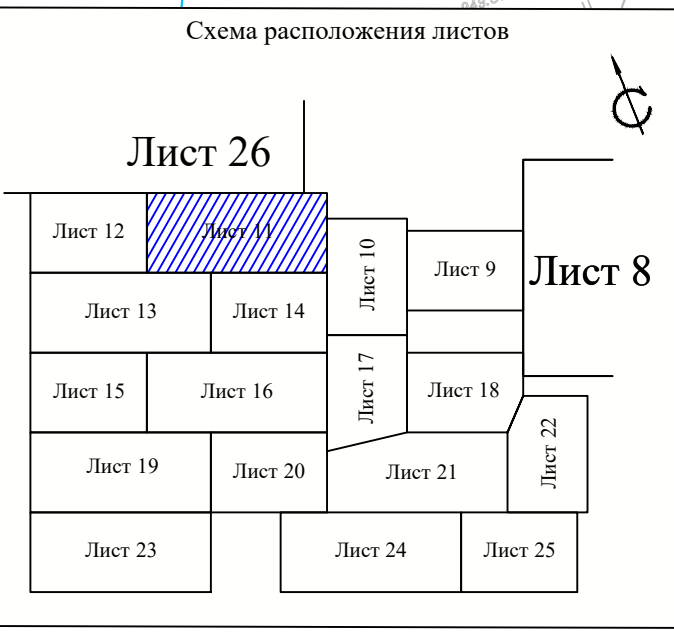 Схема расположения листов
С
Лист 26
Лист 12
Лист 11
Лист 10
Лист 9
Лист 8
Лист 13
Лист 14
Лист 15
Лист 16
Лист 17
Лист 18
Лист 19
Лист 20
Лист 21
Лист 22
Лист 23
Лист 24
Лист 25